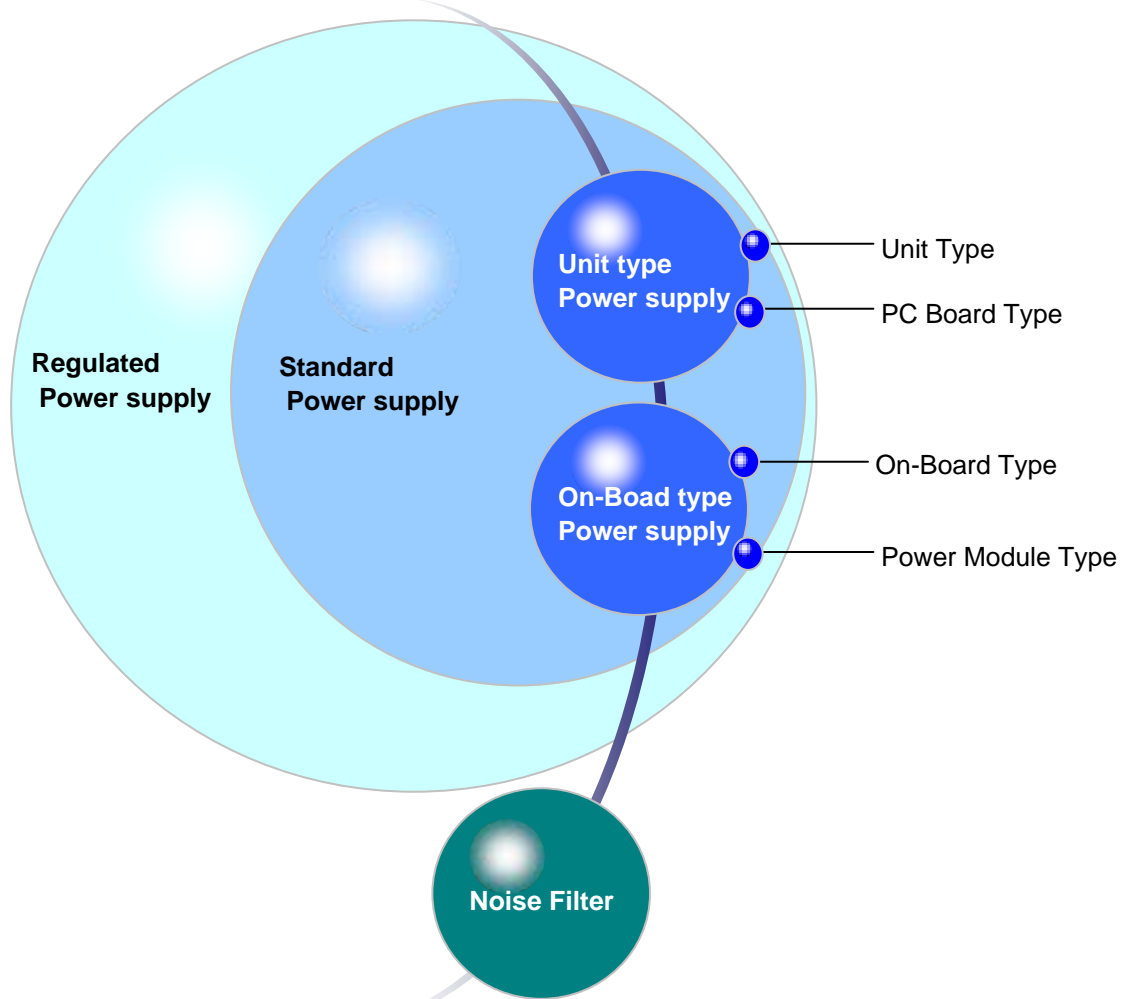 Regulated
Power supply
Standard
Power supply
Unit type
Power supply
Unit Type
PC Board Type
On-Boad type
Power supply
On-Board Type
Power Module Type
Noise Filter